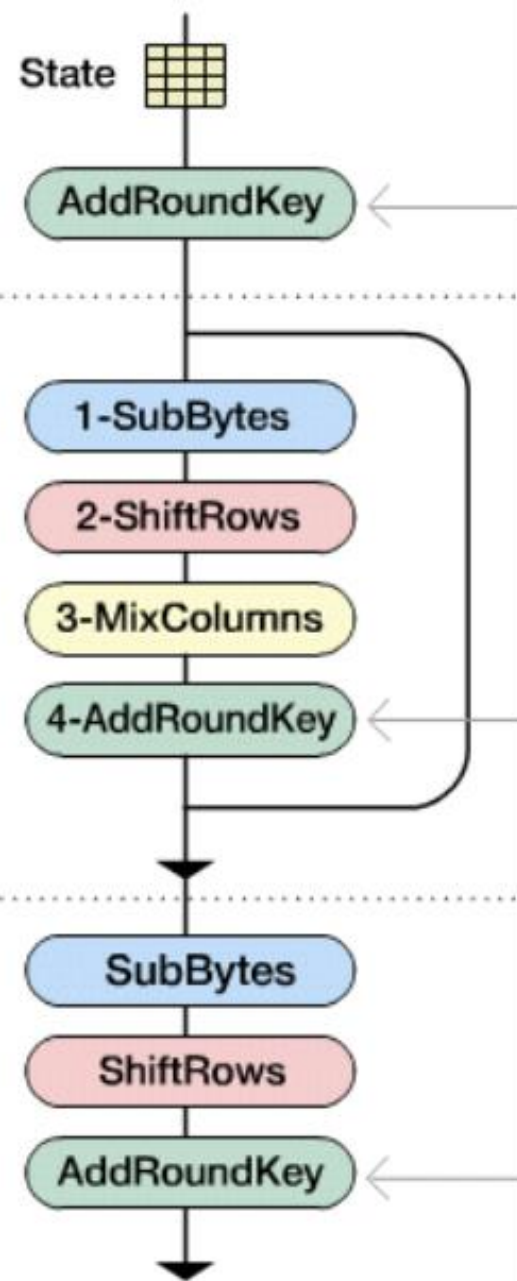 State
AddRoundKey
1-SubBytes
2-ShiftRows
3-MixColumns
4-AddRoundKey
SubBytes
ShiftRows
AddRoundKey